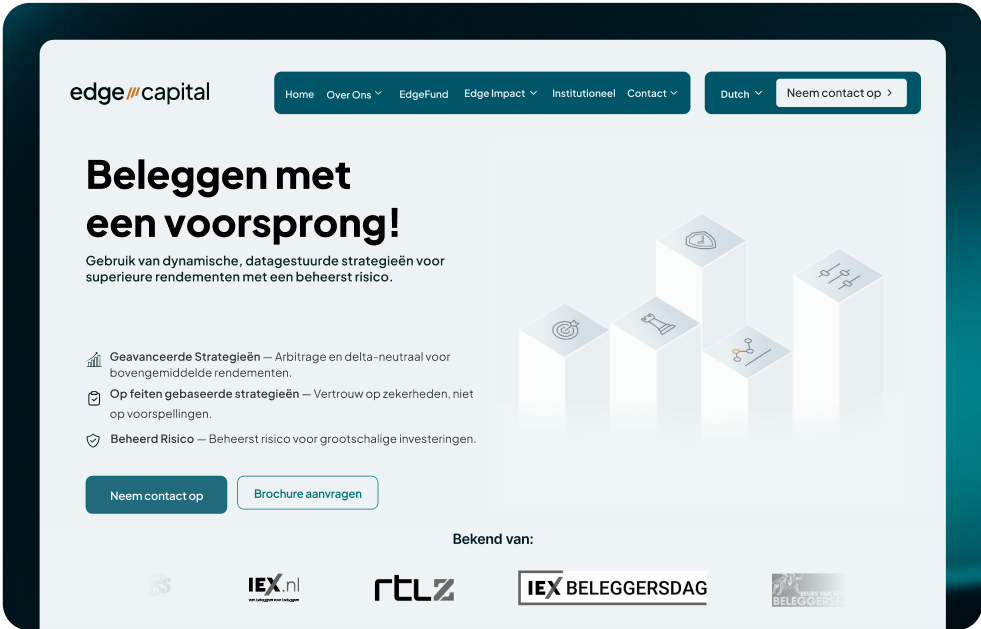 edge capital
Home Over Ons EdgeFund Edge Impact Institutioneel Contact
Dutch Neem contact op
Beleggen met
een voorsprong!
Gebruik van dynamische, datagestuurde strategieën voor
superieure rendementen met een beheerst risico.
Geavanceerde Strategieën — Arbitrage en delta-neutraal voor
bovengemiddelde rendementen.
Op feiten gebaseerde strategieën — Vertrouw op zekerheden, niet
op voorspellingen.
Beheerd Risico — Beheerst risico voor grootschalige investeringen.
Neem contact op Brochure aanvragen
Bekend van:
IEX.nl
van beleggers voor beleggers
rtlz
IEX BELEGGERSDAG